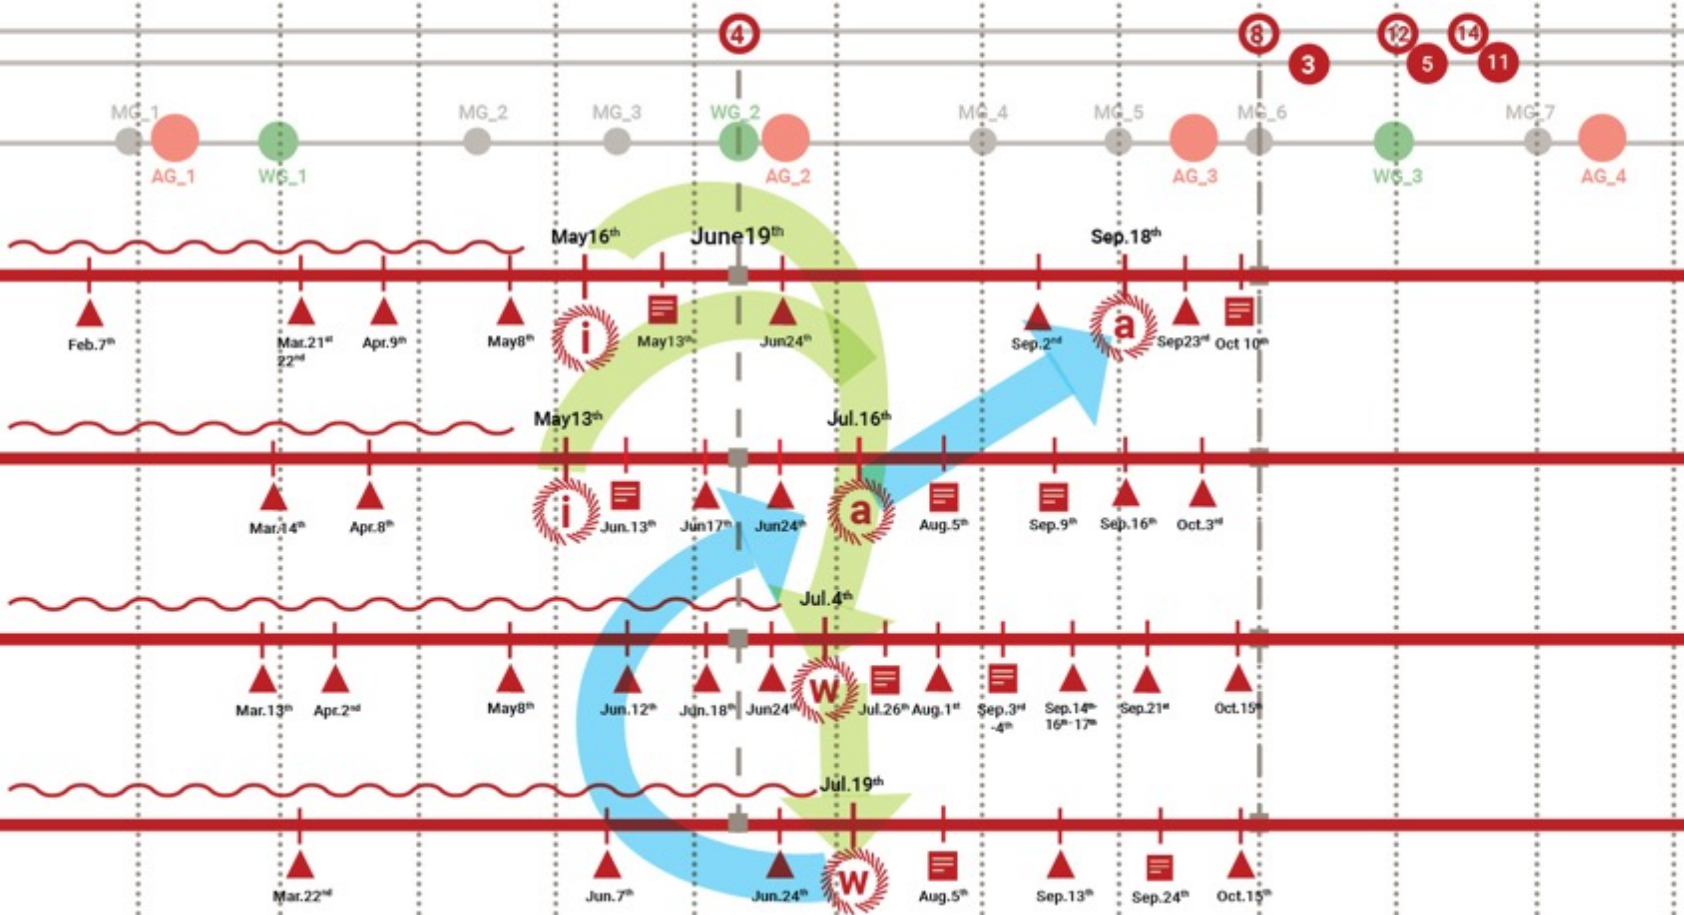 4
8
12
14
3
5
11
MG_1
MG_2
MG_3
WG_2
MG_4
MG_5
MG_6
MG_7
AG_1
WG_1
AG_2
AG_3
WG_3
AG_4
May16th
June19th
Sep.18th
i
a
Feb.7th
Mar.21st
22nd
Apr.9th
May8th
May13th
Jun24th
Sep.2nd
Sep23rd
Oct 10th
May13th
Jul.16th
i
a
Mar.14th
Apr.8th
Jun.13th
Jun17th
Jun24th
Aug.5th
Sep.9th
Sep.16th
Oct.3rd
Jul.4th
w
Mar.13th
Apr.2nd
May8th
Jun.12th
Jun.18th
Jun24th
Jul.26th
Aug.1st
Sep.3rd
-4th
Sep.14th-
16th-17th
Sep.21st
Oct.15th
Jul.19th
w
Mar.22nd
Jun.7th
Jun.24th
Aug.5th
Sep.13th
Sep.24th
Oct.15th